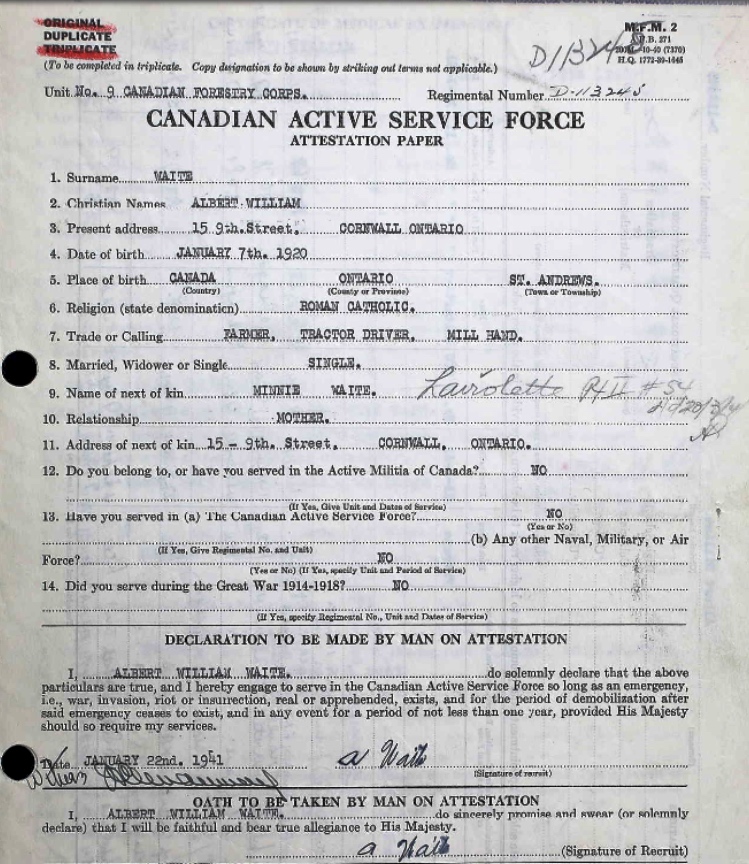 ORIGINAL
DUPLICATE
TRIPLICATE
M.F.M. 2
200M—10-40 (7370)
H.Q. 1772-39-1645
(To be completed in triplicate. Copy designation to be shown by striking out terms not applicable.)
Unit No. 9 CANADIAN FORESTRY CORPS. Regimental Number D-113245
CANADIAN ACTIVE SERVICE FORCE
ATTESTATION PAPER
1. Surname WAITE
2. Christian Names ALBERT WILLIAM
3. Present address 15 9th.Street. CORNWALL ONTARIO
4. Date of birth JANUARY 7th. 1920
5. Place of birth CANADA ONTARIO ST. ANDREWS.
(Country) (County or Province) (Town or Township)
6. Religion (state denomination) ROMAN CATHOLIC.
7. Trade or Calling FARMER. TRACTOR DRIVER. MILL HAND.
8. Married, Widower or Single SINGLE.
9. Name of next of kin MINNIE WAITE. Laviolette Pt II # 54
10. Relationship MOTHER.
11. Address of next of kin 15 - 9th. Street. CORNWALL. ONTARIO.
12. Do you belong to, or have you served in the Active Militia of Canada? NO
(If Yes, Give Unit and Dates of Service)
13. Have you served in (a) The Canadian Active Service Force? NO
(Yes or No)
(b) Any other Naval, Military, or Air
(If Yes, Give Regimental No. and Unit)
Force? NO
(Yes or No) (If Yes, specify Unit and Period of Service)
14. Did you serve during the Great War 1914-1918? NO
(If Yes, specify Regimental No., Unit and Dates of Service)
DECLARATION TO BE MADE BY MAN ON ATTESTATION
I, ALBERT WILLIAM WAITE. do solemnly declare that the above
particulars are true, and I hereby engage to serve in the Canadian Active Service Force so long as an emergency,
i.e., war, invasion, riot or insurrection, real or apprehended, exists, and for the period of demobilization after
said emergency ceases to exist, and in any event for a period of not less than one year, provided His Majesty
should so require my services.
Date JANUARY 22nd. 1941 a Waite
(Signature of recruit)
OATH TO BE TAKEN BY MAN ON ATTESTATION
I, ALBERT WILLIAM WAITE. do sincerely promise and swear (or solemnly
declare) that I will be faithful and bear true allegiance to His Majesty.
a Waite (Signature of Recruit)